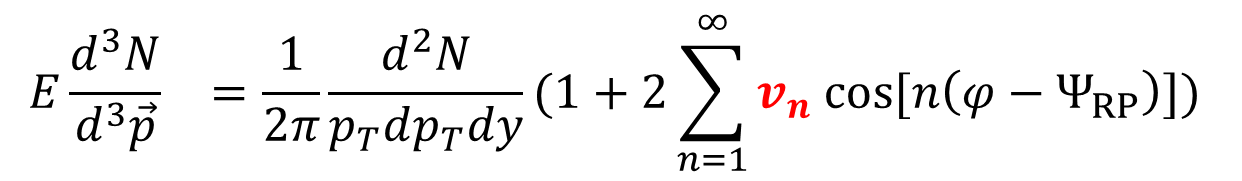 E d³N / d³p⃗ = 1 / 2π d²N / p_T dp_T dy (1 + 2 ∑_{n=1}^{∞} v_n cos[n(φ − Ψ_RP)])